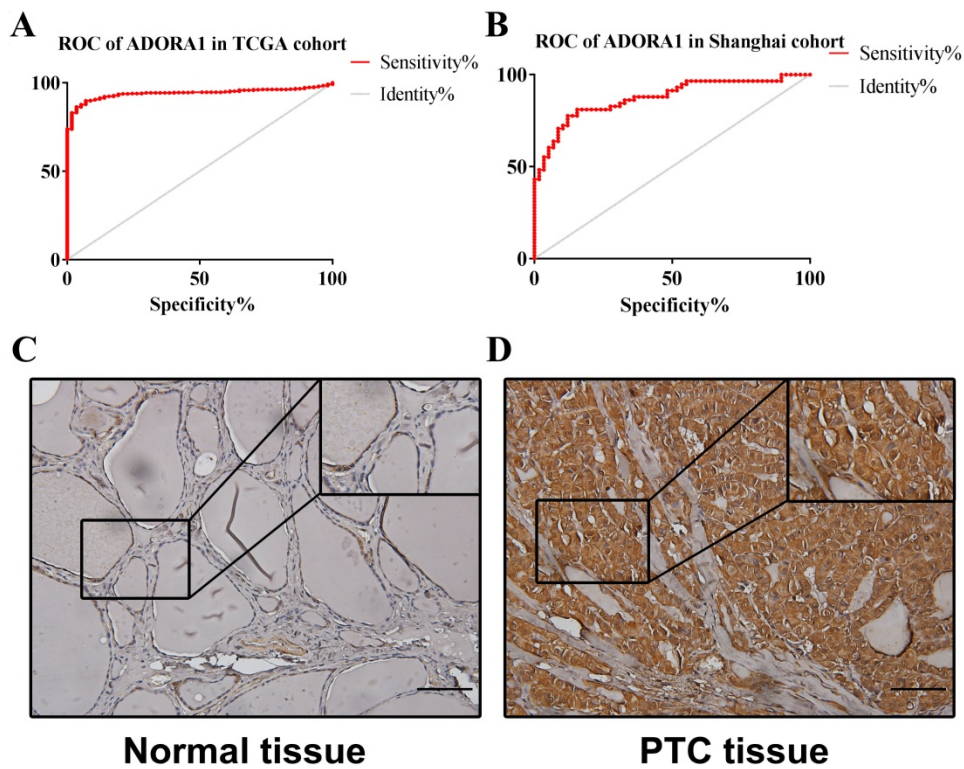 A
ROC of ADORA1 in TCGA cohort
Sensitivity%
Identity%
100
50
0
0
50
100
Specificity%
B
ROC of ADORA1 in Shanghai cohort
Sensitivity%
Identity%
100
50
0
0
50
100
Specificity%
C
D
Normal tissue
PTC tissue